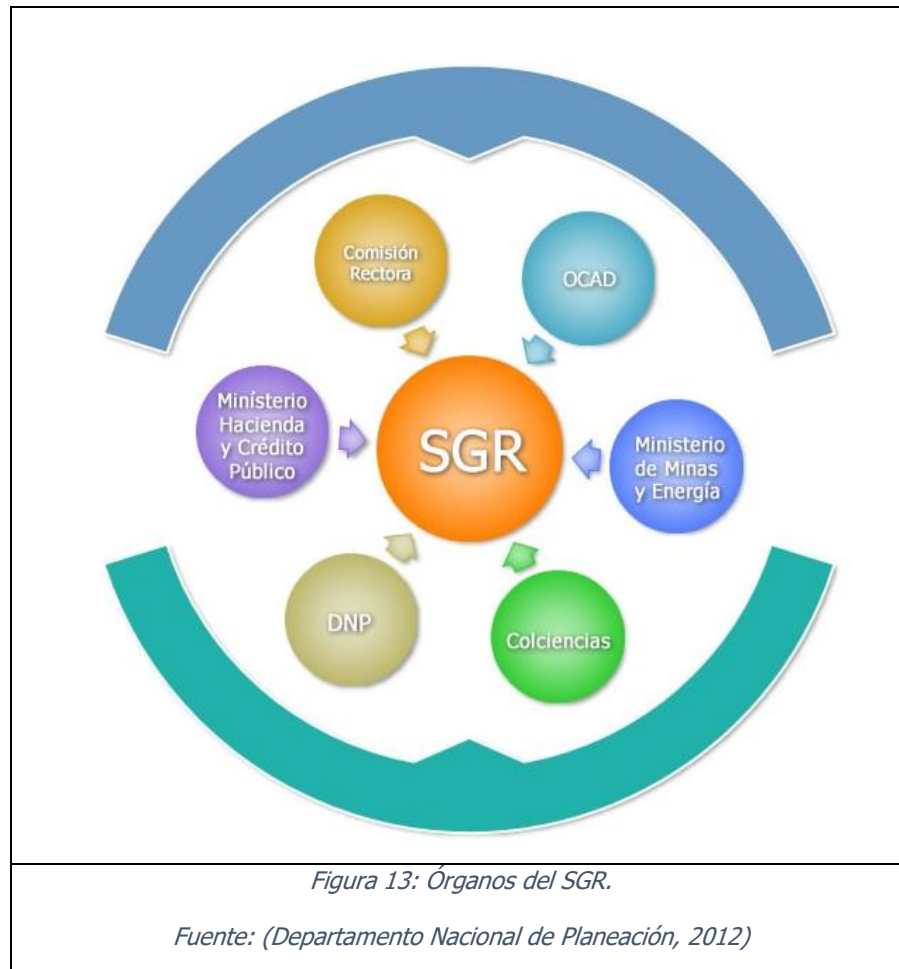 Comisión
Rectora
OCAD
Minísterio
Hacienda
y Crédito
Público
SGR
Ministerio
de Minas
y Energía
DNP
Colciencias
Figura 13: Órganos del SGR.
Fuente: (Departamento Nacional de Planeación, 2012)